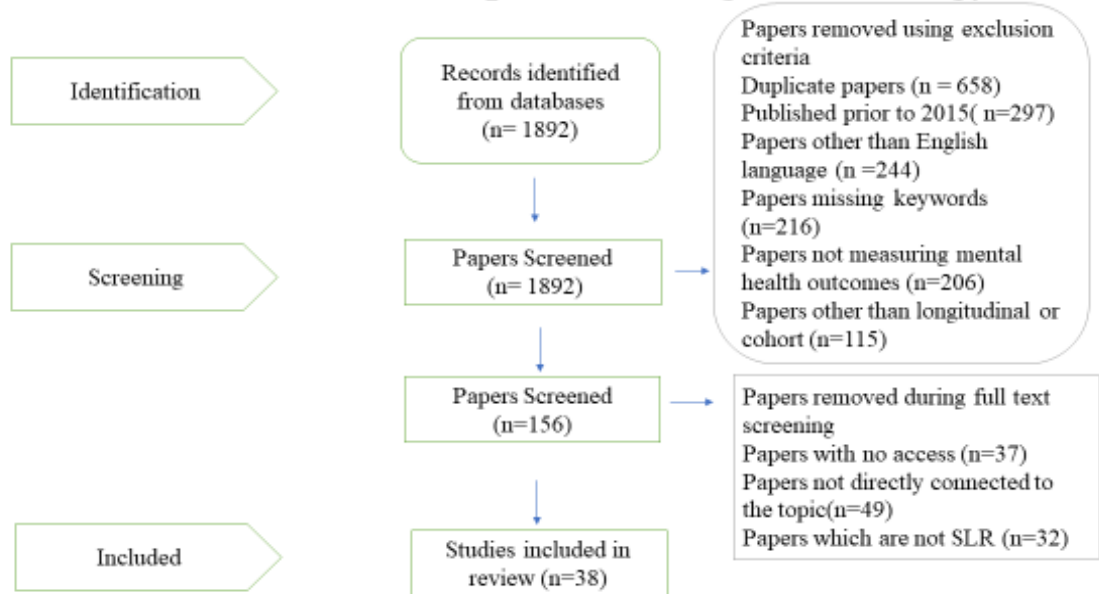 Identification
Records identified
from databases
(n= 1892)
Papers removed using exclusion
criteria
Duplicate papers (n = 658)
Published prior to 2015( n=297)
Papers other than English
language (n =244)
Papers missing keywords
(n=216)
Papers not measuring mental
health outcomes (n=206)
Papers other than longitudinal or
cohort (n=115)
Screening
Papers Screened
(n= 1892)
Papers Screened
(n=156)
Papers removed during full text
screening
Papers with no access (n=37)
Papers not directly connected to
the topic(n=49)
Papers which are not SLR (n=32)
Included
Studies included in
review (n=38)